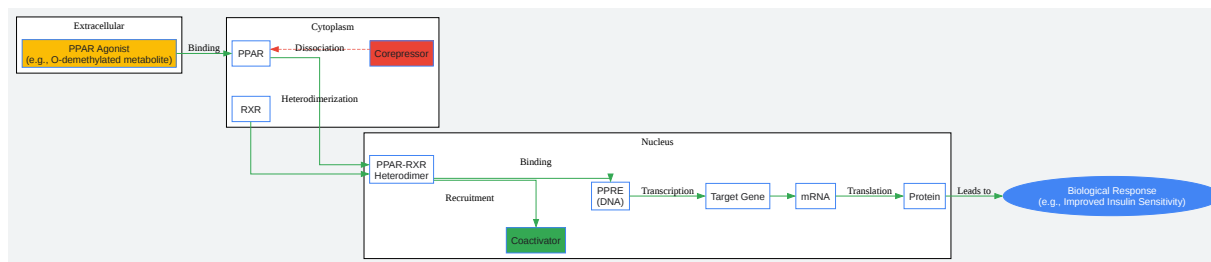 Extracellular
PPAR Agonist
(e.g., O-demethylated metabolite)
Binding
Cytoplasm
PPAR
Dissociation
Corepressor
RXR
Heterodimerization
Nucleus
PPAR-RXR
Heterodimer
Binding
Recruitment
Coactivator
PPRE
(DNA)
Transcription
Target Gene
mRNA
Translation
Protein
Leads to
Biological Response
(e.g., Improved Insulin Sensitivity)